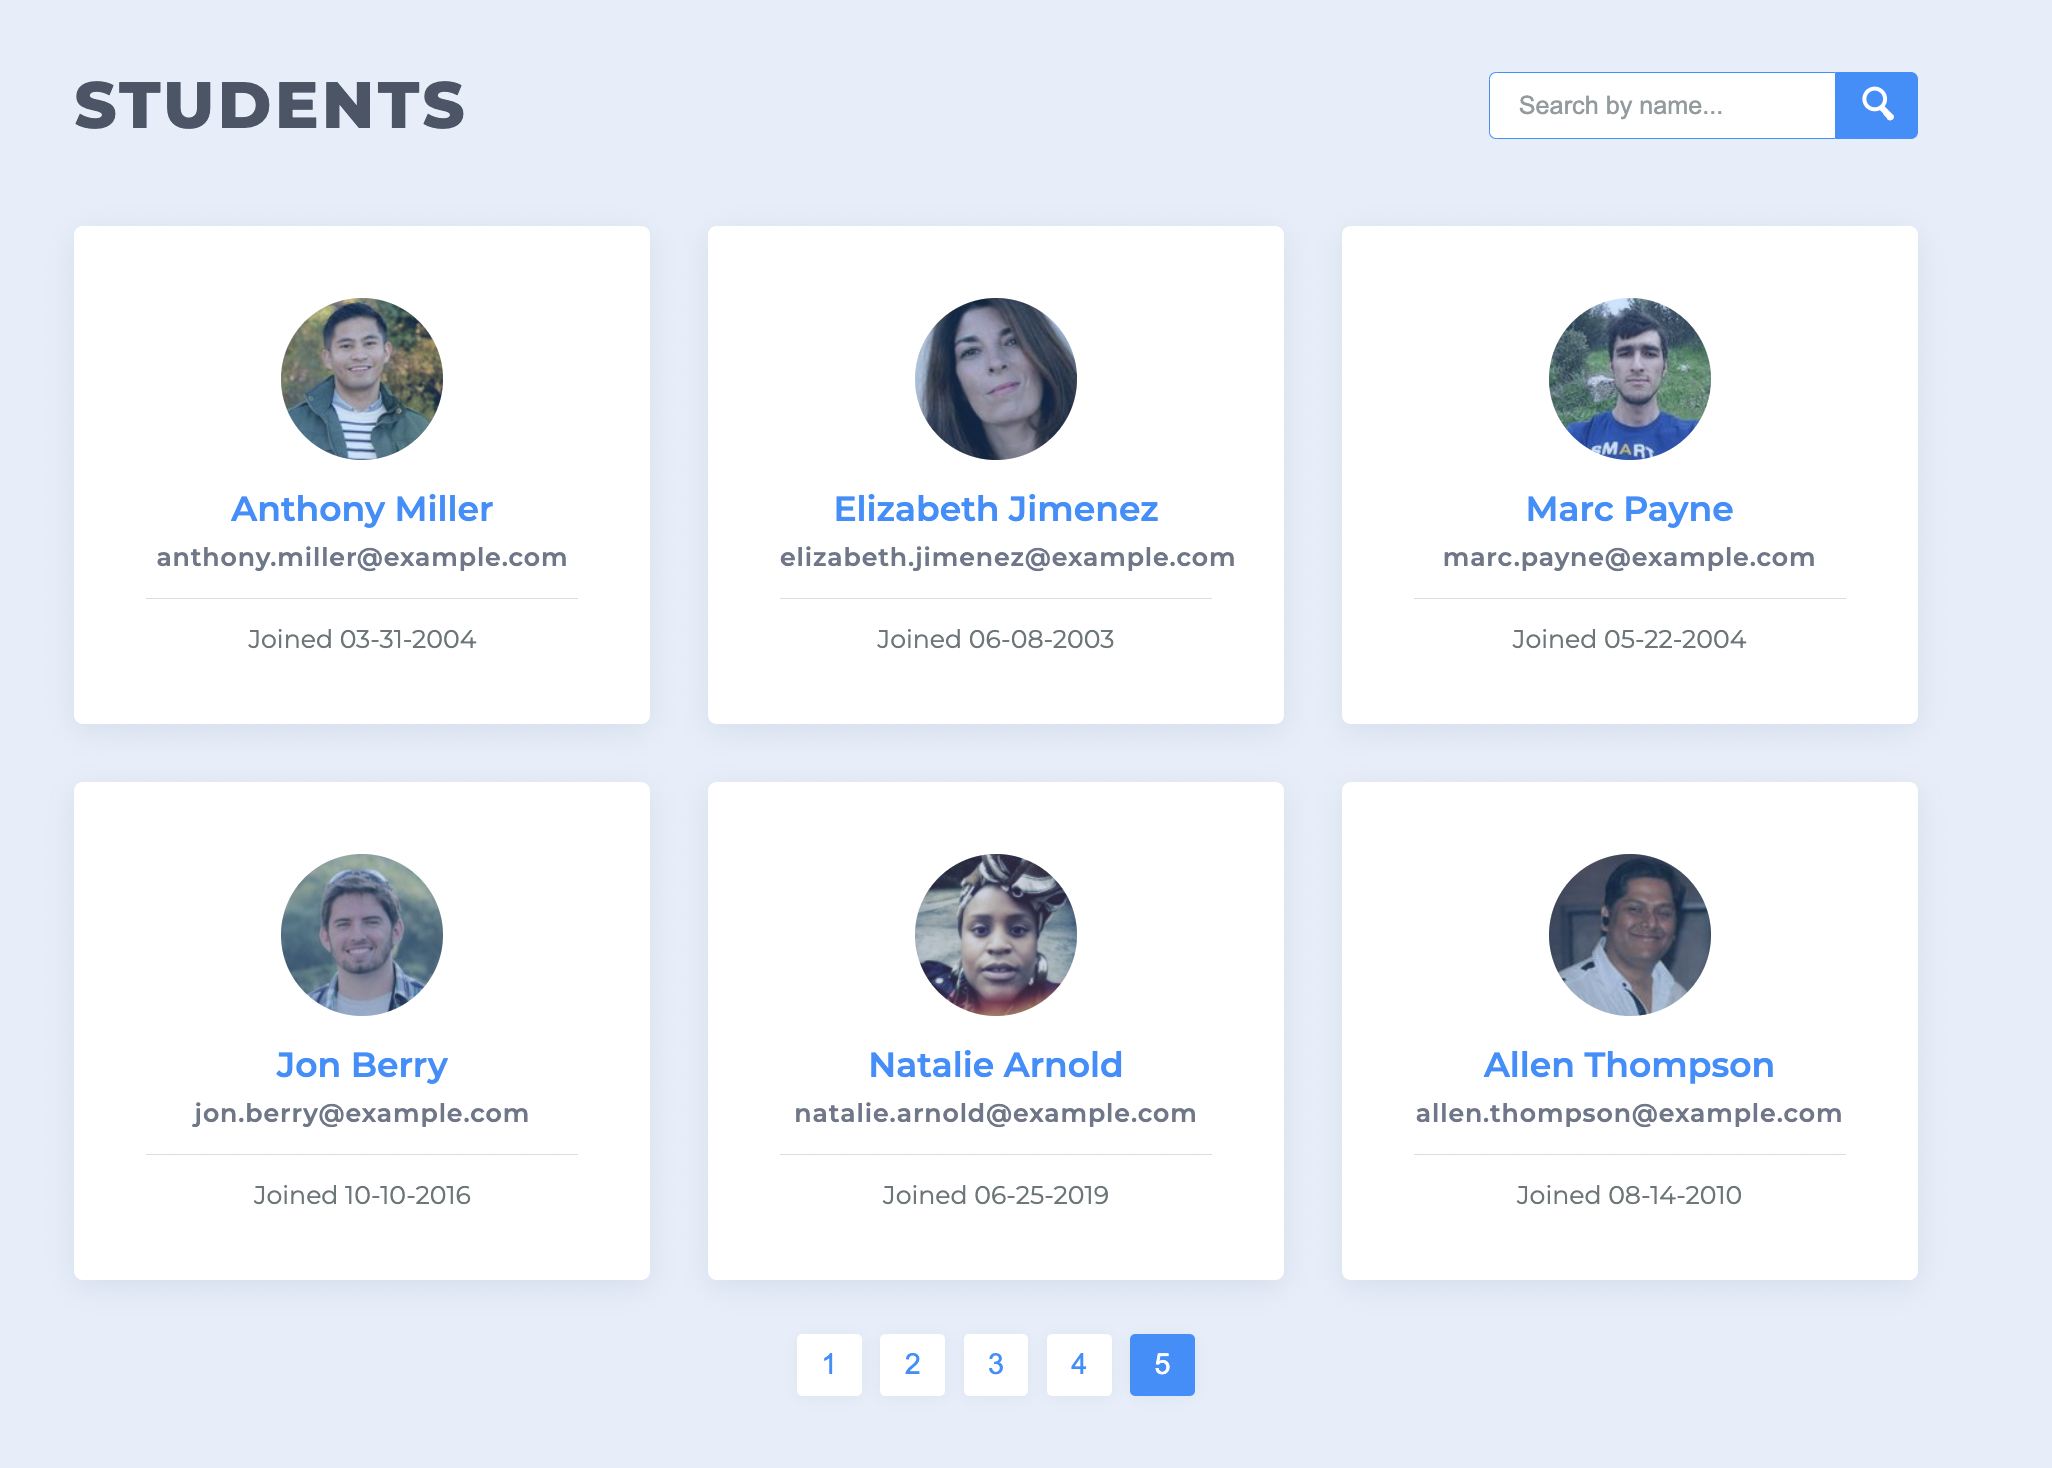 STUDENTS
Search by name...
Anthony Miller
anthony.miller@example.com
Joined 03-31-2004
Elizabeth Jimenez
elizabeth.jimenez@example.com
Joined 06-08-2003
Marc Payne
marc.payne@example.com
Joined 05-22-2004
SMART
Jon Berry
jon.berry@example.com
Joined 10-10-2016
Natalie Arnold
natalie.arnold@example.com
Joined 06-25-2019
Allen Thompson
allen.thompson@example.com
Joined 08-14-2010
1 2 3 4 5